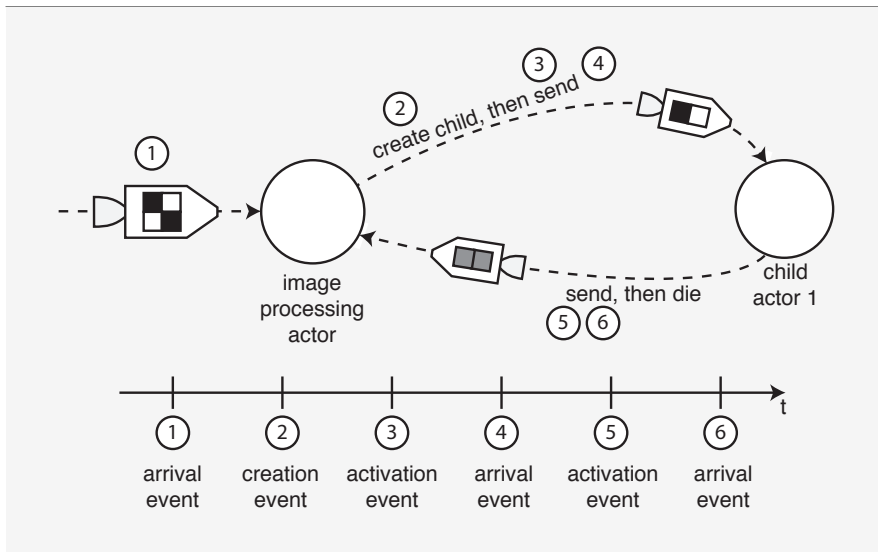 3 4
2
create child, then send
1
image
processing
actor
child
actor 1
send, then die
5 6
t
1 2 3 4 5 6
arrival creation activation arrival activation arrival
event event event event event event